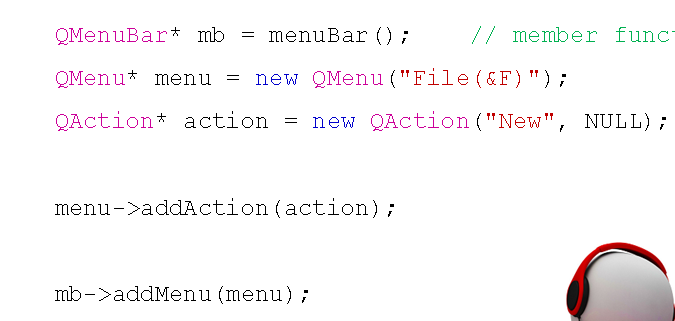 QMenuBar* mb = menuBar(); // member
QMenu* menu = new QMenu("File(&F)");
QAction* action = new QAction("New", NULL);
menu->addAction(action);
mb->addMenu(menu);